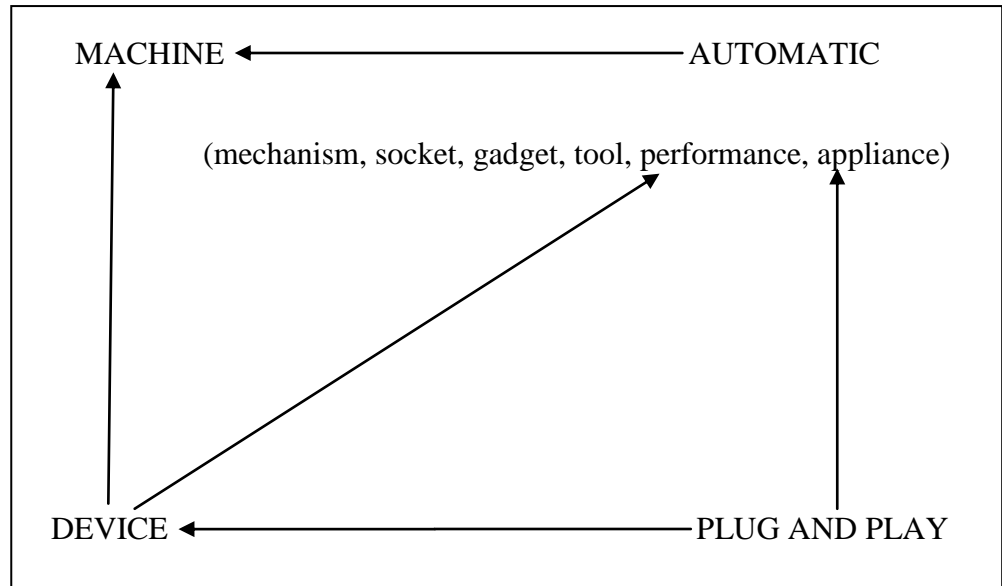 MACHINE AUTOMATIC
(mechanism, socket, gadget, tool, performance, appliance)
DEVICE PLUG AND PLAY